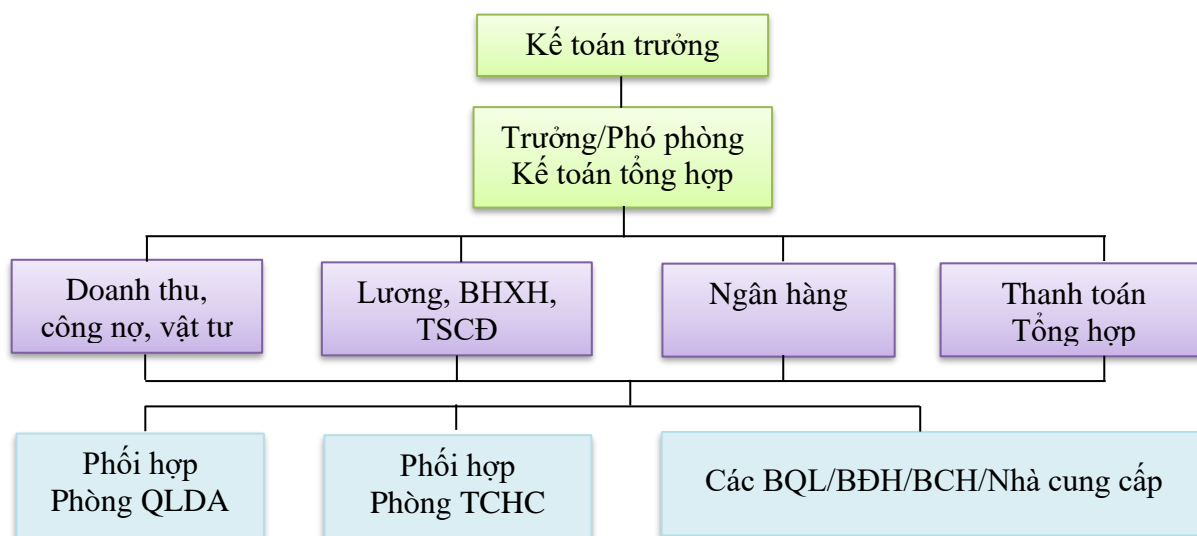 Kế toán trưởng
Trưởng/Phó phòng
Kế toán tổng hợp
Doanh thu,
công nợ, vật tư
Lương, BHXH,
TSCĐ
Ngân hàng
Thanh toán
Tổng hợp
Phối hợp
Phòng QLDA
Phối hợp
Phòng TCHC
Các BQL/BĐH/BCH/Nhà cung cấp